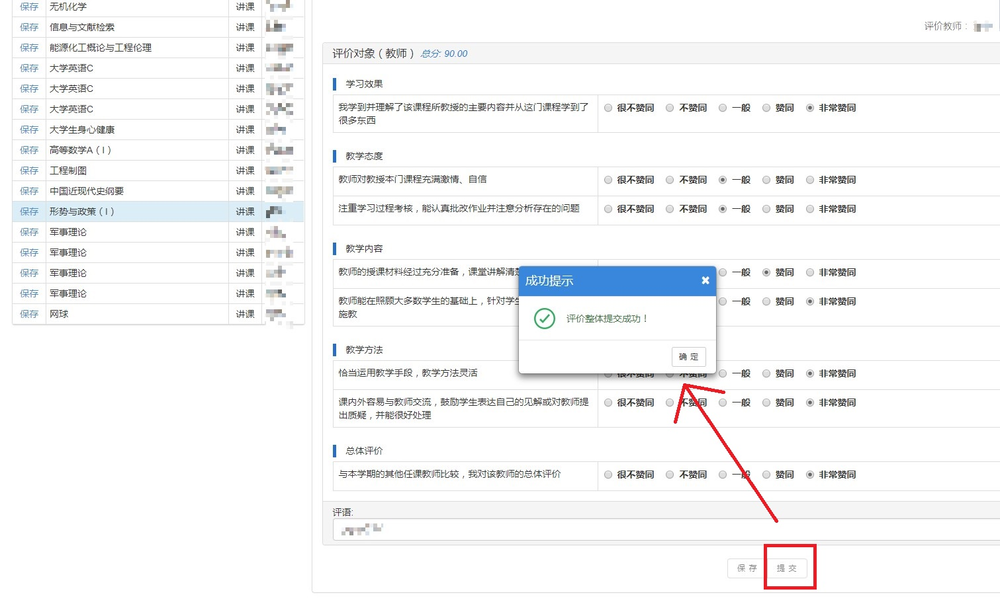 保存 无机化学 讲课
保存 信息与文献检索 讲课
保存 能源化工概论与工程伦理 讲课
保存 大学英语C 讲课
保存 大学英语C 讲课
保存 大学英语C 讲课
保存 大学生身心健康 讲课
保存 高等数学A（I） 讲课
保存 工程制图 讲课
保存 中国近现代史纲要 讲课
保存 形势与政策（I） 讲课
保存 军事理论 讲课
保存 军事理论 讲课
保存 军事理论 讲课
保存 军事理论 讲课
保存 网球 讲课
评价教师：
评价对象（教师） 总分: 90.00
学习效果
我学到并理解了该课程所教授的主要内容并从这门课程学到了 很不赞同 不赞同 一般 赞同 非常赞同
很多东西
教学态度
教师对教授本门课程充满激情、自信 很不赞同 不赞同 一般 赞同 非常赞同
注重学习过程考核，能认真批改作业并注意分析存在的问题 很不赞同 不赞同 一般 赞同 非常赞同
教学内容
教师的授课材料经过充分准备，课堂讲解清 一般 赞同 非常赞同
教师能在照顾大多数学生的基础上，针对学 一般 赞同 非常赞同
施教
成功提示
评价整体提交成功！
确 定
教学方法
恰当运用教学手段，教学方法灵活 很不赞同 不赞同 一般 赞同 非常赞同
课内外容易与教师交流，鼓励学生表达自己的见解或对教师提 很不赞同 不赞同 一般 赞同 非常赞同
出质疑，并能很好处理
总体评价
与本学期的其他任课教师比较，我对该教师的总体评价 很不赞同 不赞同 一般 赞同 非常赞同
评语:
保 存 提 交